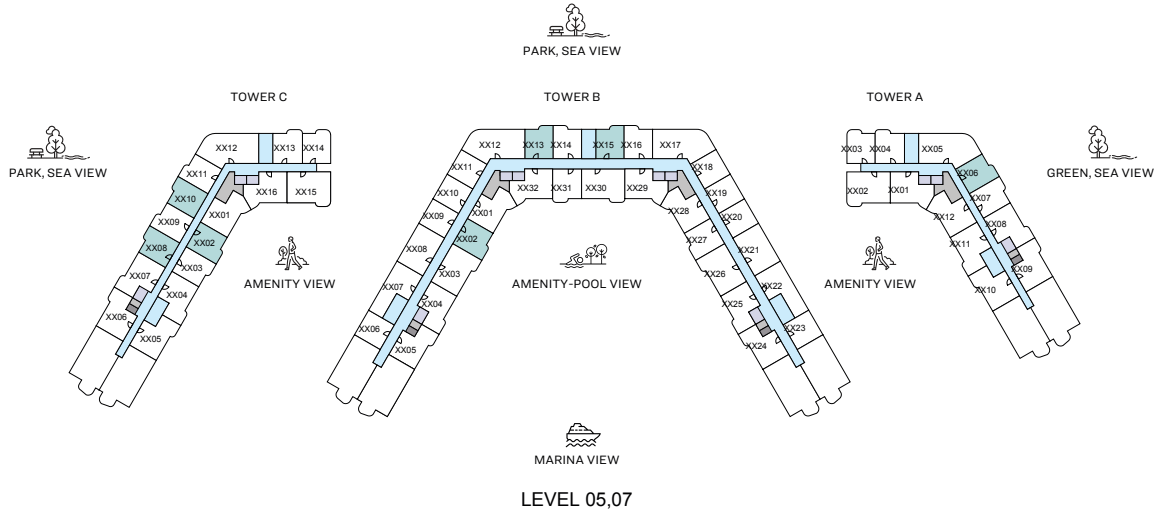 PARK, SEA VIEW
TOWER C
TOWER B
TOWER A
PARK, SEA VIEW
GREEN, SEA VIEW
XX12
XX13
XX14
XX11
XX10
XX09
XX08
XX07
XX06
XX05
XX04
XX03
XX02
XX01
XX16
XX15
XX12
XX13
XX14
XX15
XX16
XX17
XX11
XX10
XX09
XX08
XX07
XX06
XX05
XX04
XX03
XX02
XX01
XX32
XX31
XX30
XX29
XX28
XX27
XX26
XX25
XX24
XX18
XX19
XX20
XX21
XX22
XX23
XX03
XX04
XX05
XX02
XX01
XX06
XX07
XX08
XX09
XX12
XX11
XX10
AMENITY VIEW
AMENITY-POOL VIEW
AMENITY VIEW
MARINA VIEW
LEVEL 05,07